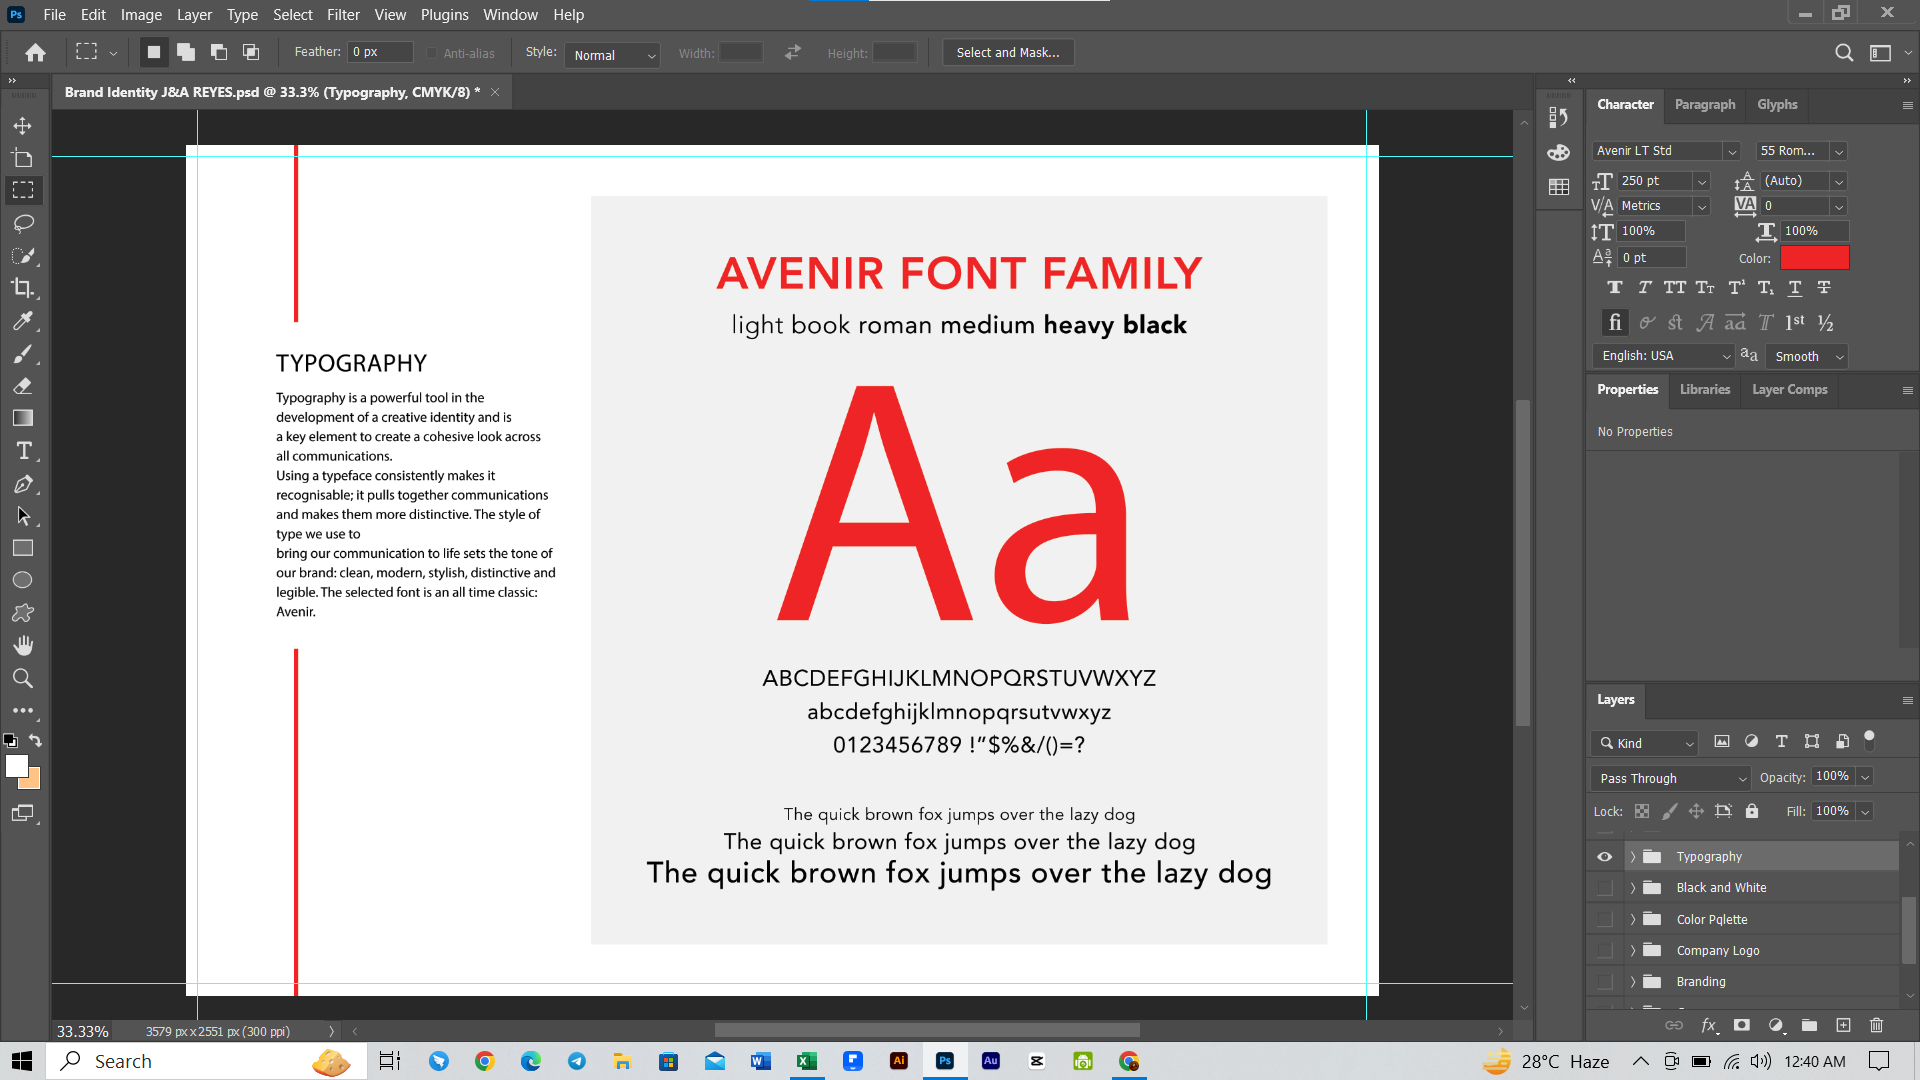 Ps File Edit Image Layer Type Select Filter View Plugins Window Help
Feather: 0 px Anti-alias Style: Normal Width: Height: Select and Mask...
Brand Identity J&A REYES.psd @ 33.3% (Typography, CMYK/8) *
TYPOGRAPHY
Typography is a powerful tool in the
development of a creative identity and is
a key element to create a cohesive look across
all communications.
Using a typeface consistently makes it
recognisable; it pulls together communications
and makes them more distinctive. The style of
type we use to
bring our communication to life sets the tone of
our brand: clean, modern, stylish, distinctive and
legible. The selected font is an all time classic:
Avenir.
AVENIR FONT FAMILY
light book roman medium heavy black
Aa
ABCDEFGHIJKLMNOPQRSTUVWXYZ
abcdefghijklmnopqrsutvwxyz
0123456789 !”$%&/()=?
The quick brown fox jumps over the lazy dog
The quick brown fox jumps over the lazy dog
The quick brown fox jumps over the lazy dog
Character Paragraph Glyphs
Avenir LT Std 55 Rom...
250 pt (Auto)
Metrics 0
100% 100%
0 pt Color:
English: USA aa Smooth
Properties Libraries Layer Comps
No Properties
Layers
Kind
Pass Through Opacity: 100%
Lock: Fill: 100%
Typography
Black and White
Color Pqlette
Company Logo
Branding
33.33% 3579 px x 2551 px (300 ppi)
Search 28°C Haze 12:40 AM